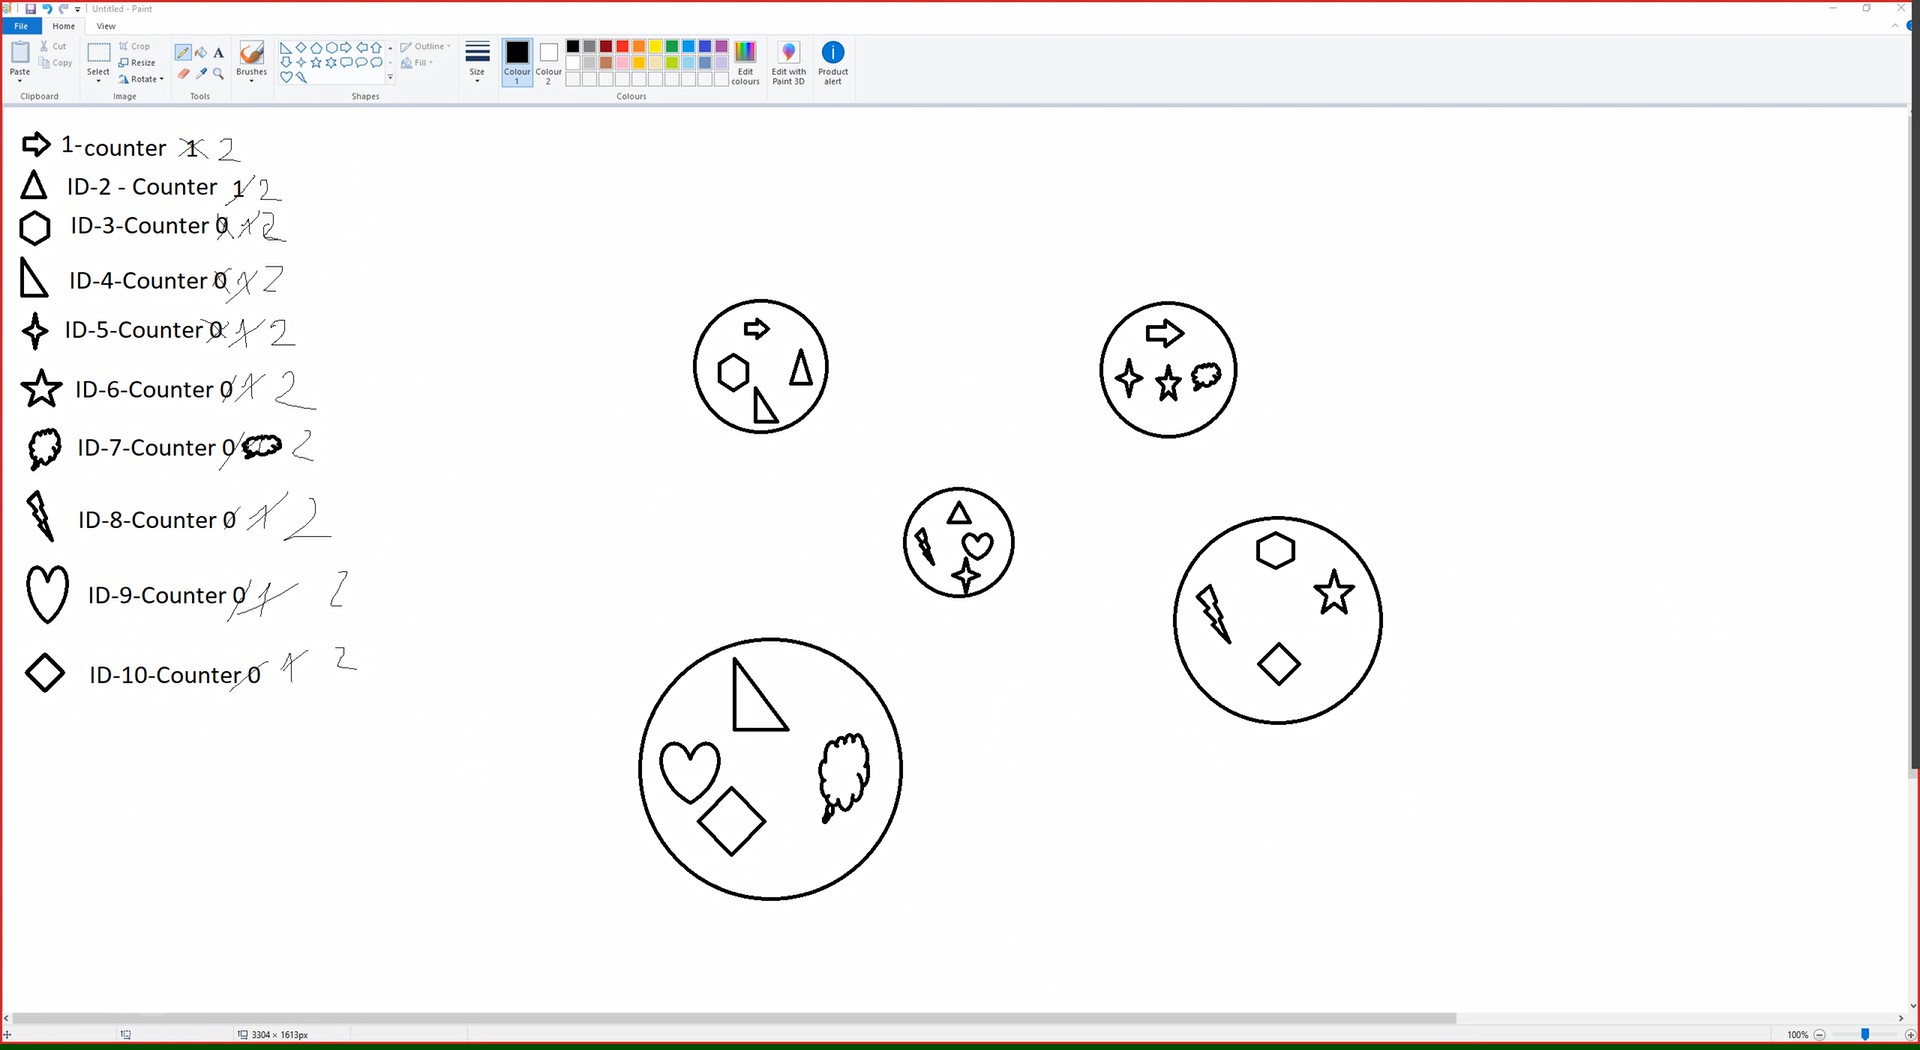 Untitled - Paint
File Home View
Paste
Cut
Copy
Clipboard
Select
Crop
Resize
Rotate
Image
Tools
Brushes
Shapes
Outline
Fill
Size
Colour 1
Colour 2
Edit colours
Colours
Edit with Paint 3D
Product alert
1-counter 1 2
ID-2 - Counter 1 2
ID-3-Counter 0 1 2
ID-4-Counter 0 1 2
ID-5-Counter 0 1 2
ID-6-Counter 0 1 2
ID-7-Counter 0 2
ID-8-Counter 0 1 2
ID-9-Counter 0 1 2
ID-10-Counter 0 1 2
3304 × 1613px
100%